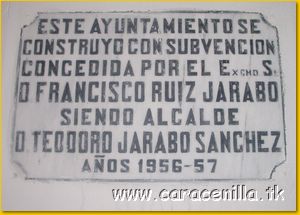 ESTE AYUNTAMIENTO SE
CONSTRUYO CON SUBVENCION
CONCEDIDA POR EL EXCMO S.
D FRANCISCO RUIZ JARABO
SIENDO ALCALDE
D. TEODORO JARABO SANCHEZ
AÑOS 1956-57
www.caracenilla.tk